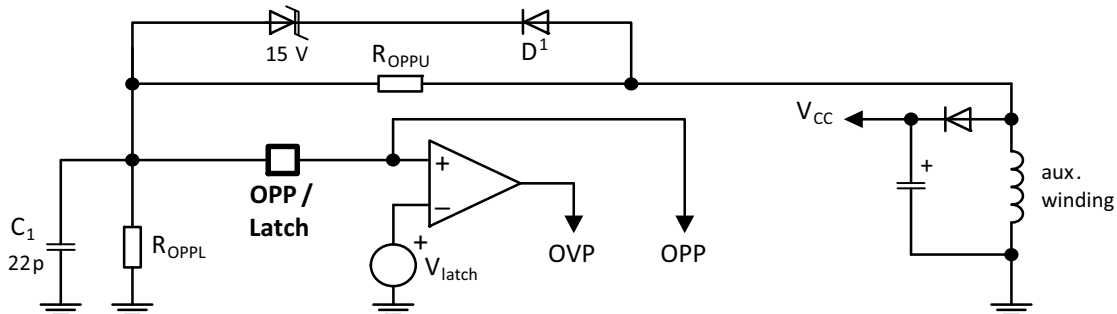 15 V
D1
ROPPU
VCC
+
aux.
winding
+
−
OPP /
Latch
C1
22p
ROPPL
+
Vlatch
OVP
OPP